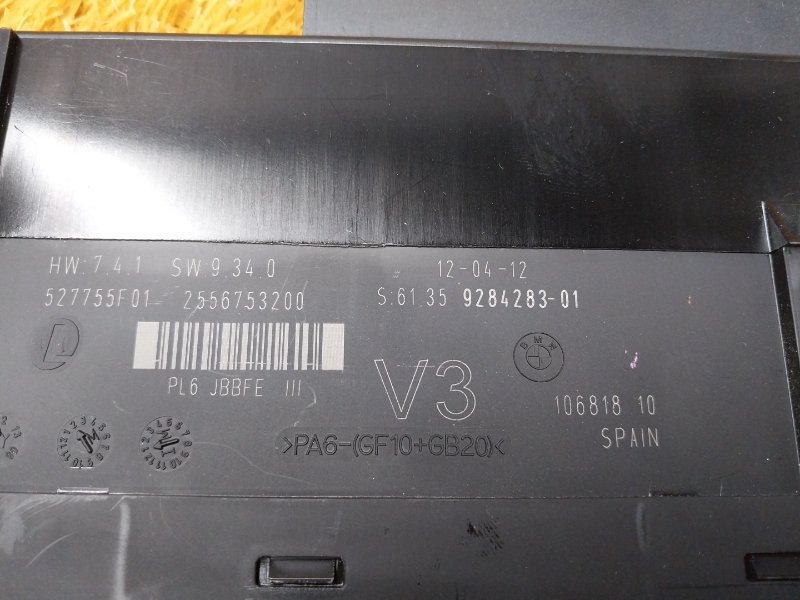 HW:7.4.1 SW:9.34.0 12-04-12
527755F01 2556753200 S:61.35 9284283-01
BMW
PL6 JBBFE III V3
106818 10
>PA6-(GF10+GB20)< SPAIN